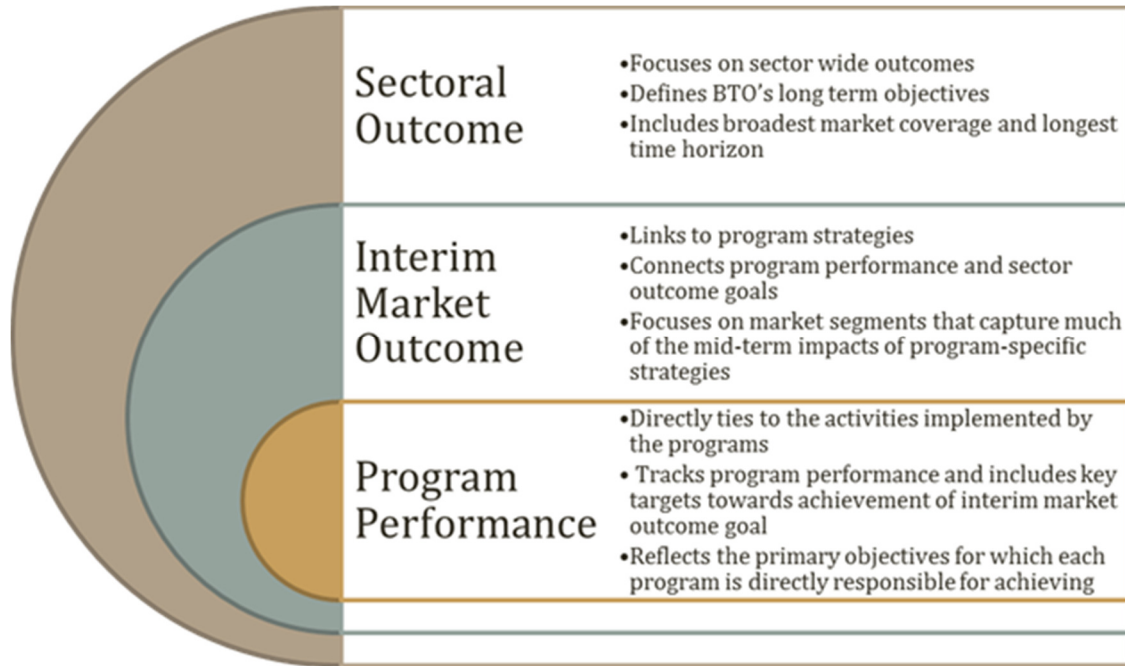 Sectoral
Outcome
•Focuses on sector wide outcomes
•Defines BTO's long term objectives
•Includes broadest market coverage and longest
time horizon
Interim
Market
Outcome
•Links to program strategies
•Connects program performance and sector
outcome goals
•Focuses on market segments that capture much
of the mid-term impacts of program-specific
strategies
Program
Performance
•Directly ties to the activities implemented by
the programs
• Tracks program performance and includes key
targets towards achievement of interim market
outcome goal
•Reflects the primary objectives for which each
program is directly responsible for achieving